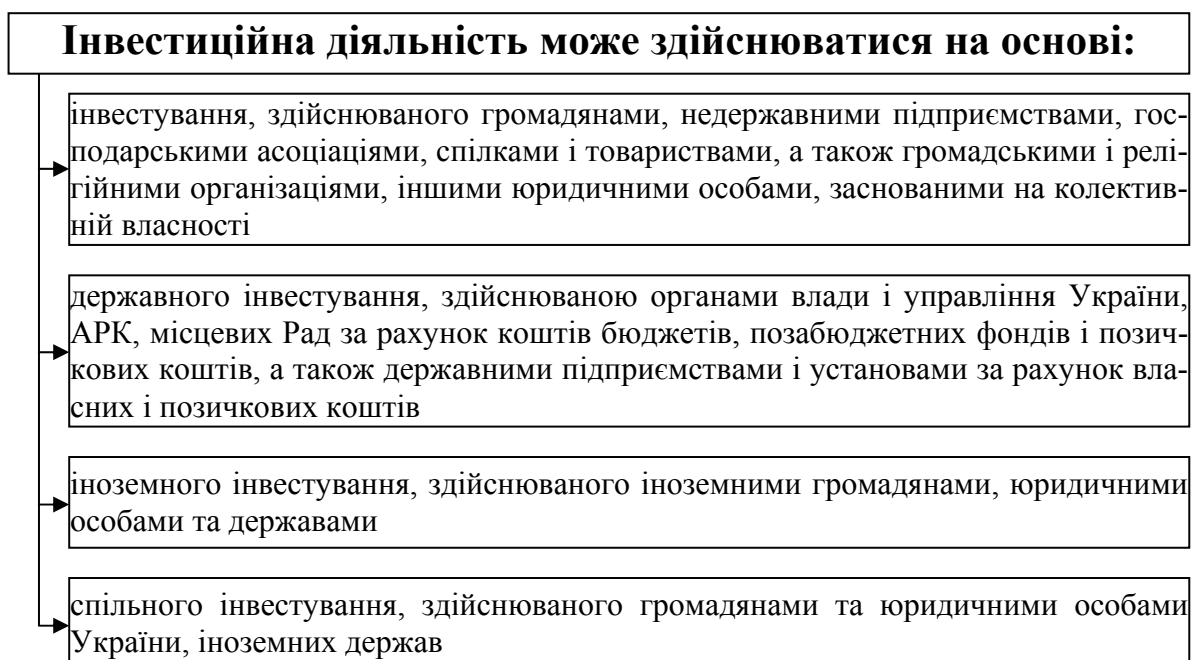 Інвестиційна діяльність може здійснюватися на основі:
інвестування, здійснюваного громадянами, недержавними підприємствами, гос-
подарськими асоціаціями, спілками і товариствами, а також громадськими і релі-
гійними організаціями, іншими юридичними особами, заснованими на колектив-
ній власності
державного інвестування, здійснюваною органами влади і управління України,
АРК, місцевих Рад за рахунок коштів бюджетів, позабюджетних фондів і позич-
кових коштів, а також державними підприємствами і установами за рахунок вла-
сних і позичкових коштів
іноземного інвестування, здійснюваного іноземними громадянами, юридичними
особами та державами
спільного інвестування, здійснюваного громадянами та юридичними особами
України, іноземних держав